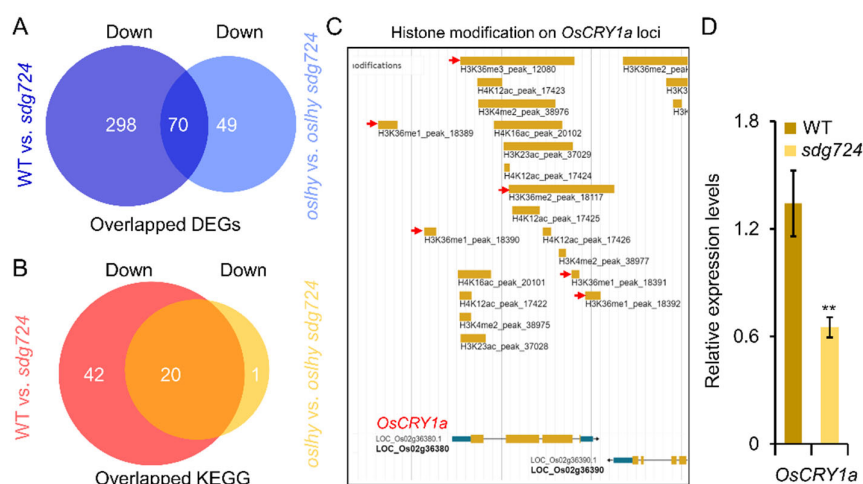 A
Down
Down
298
70
49
WT vs. sdg724
oslhy vs. oslhy sdg724
Overlapped DEGs
B
Down
Down
42
20
1
WT vs. sdg724
oslhy vs. oslhy sdg724
Overlapped KEGG
C
Histone modification on OsCRY1a loci
odifications
H3K36me3_peak_12080
H3K36me2_peak
H4K12ac_peak_17423
H3K
H3K4me2_peak_38976
H3K
H3K36me1_peak_18389
H4K16ac_peak_20102
H3K23ac_peak_37029
H4K12ac_peak_17424
H3K36me2_peak_18117
H4K12ac_peak_17425
H3K36me1_peak_18390
H4K12ac_peak_17426
H3K4me2_peak_38977
H4K16ac_peak_20101
H3K36me1_peak_18391
H4K12ac_peak_17422
H3K36me1_peak_18392
H3K4me2_peak_38975
H3K23ac_peak_37028
OsCRY1a
LOC_Os02g36380.1
LOC_Os02g36380
LOC_Os02g36390.1
LOC_Os02g36390
D
WT
sdg724
Relative expression levels
1.8
1.2
0.6
0
**
OsCRY1a